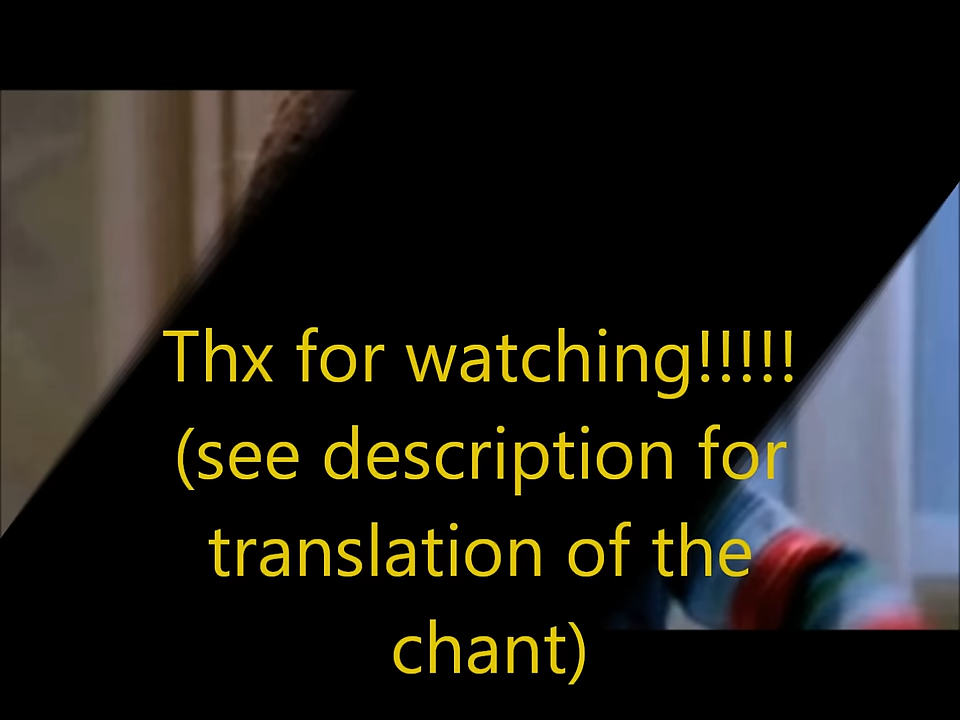 Thx for watching!!!!!
(see description for
translation of the
chant)